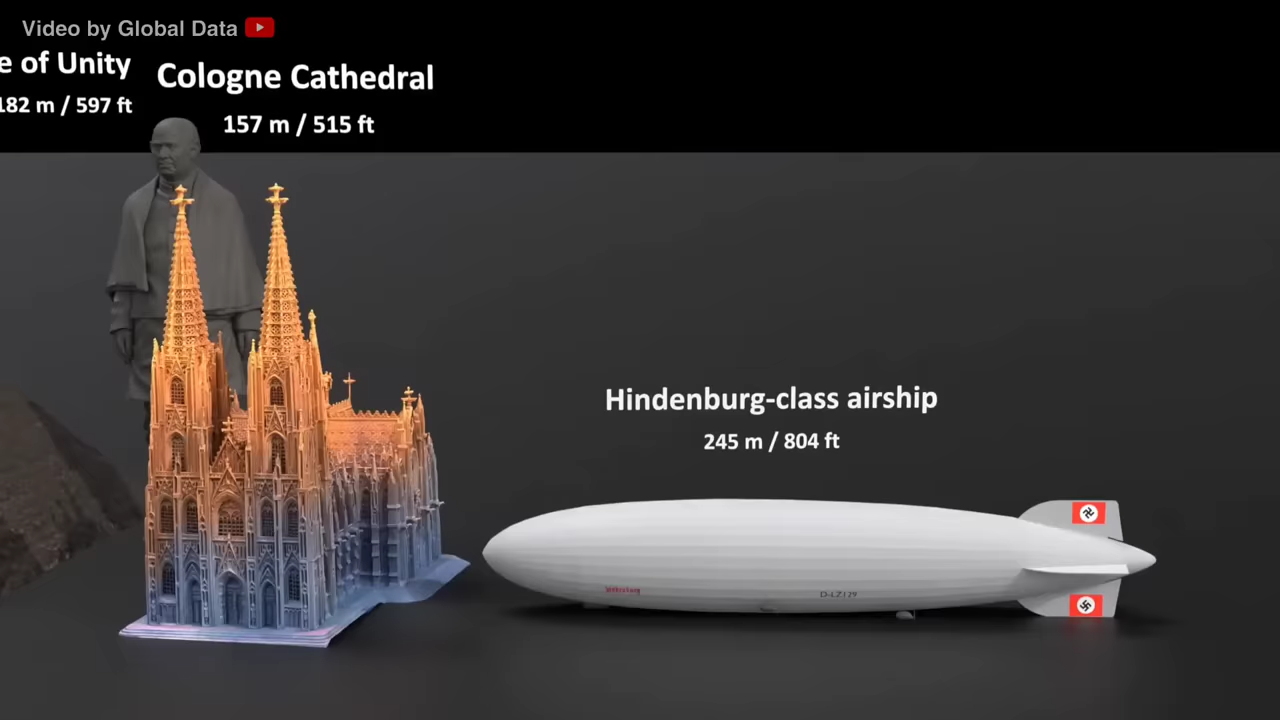 Video by Global Data
e of Unity
182 m / 597 ft
Cologne Cathedral
157 m / 515 ft
Hindenburg-class airship
245 m / 804 ft
Hindenburg
D-LZ129